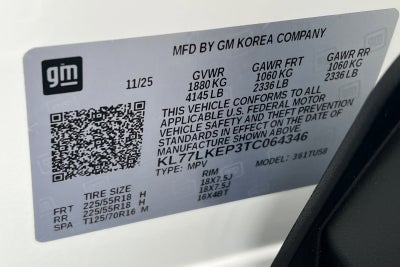 gm
MFD BY GM KOREA COMPANY
11/25 GVWR GAWR FRT GAWR RR
1880 KG 1060 KG 1060 KG
4145 LB 2336 LB 2336 LB
THIS VEHICLE CONFORMS TO ALL
APPLICABLE U.S. FEDERAL MOTOR
VEHICLE SAFETY AND THEFT PREVENTION
STANDARDS IN EFFECT ON THE DATE OF
MANUFACTURE SHOWN ABOVE.
KL77LKEP3TC064346
TYPE: MPV MODEL: 3S1TU58
TIRE SIZE RIM
FRT 225/55R18 H 18X7.5J
RR 225/55R18 H 18X7.5J
SPA T125/70R16 M 16X4BT